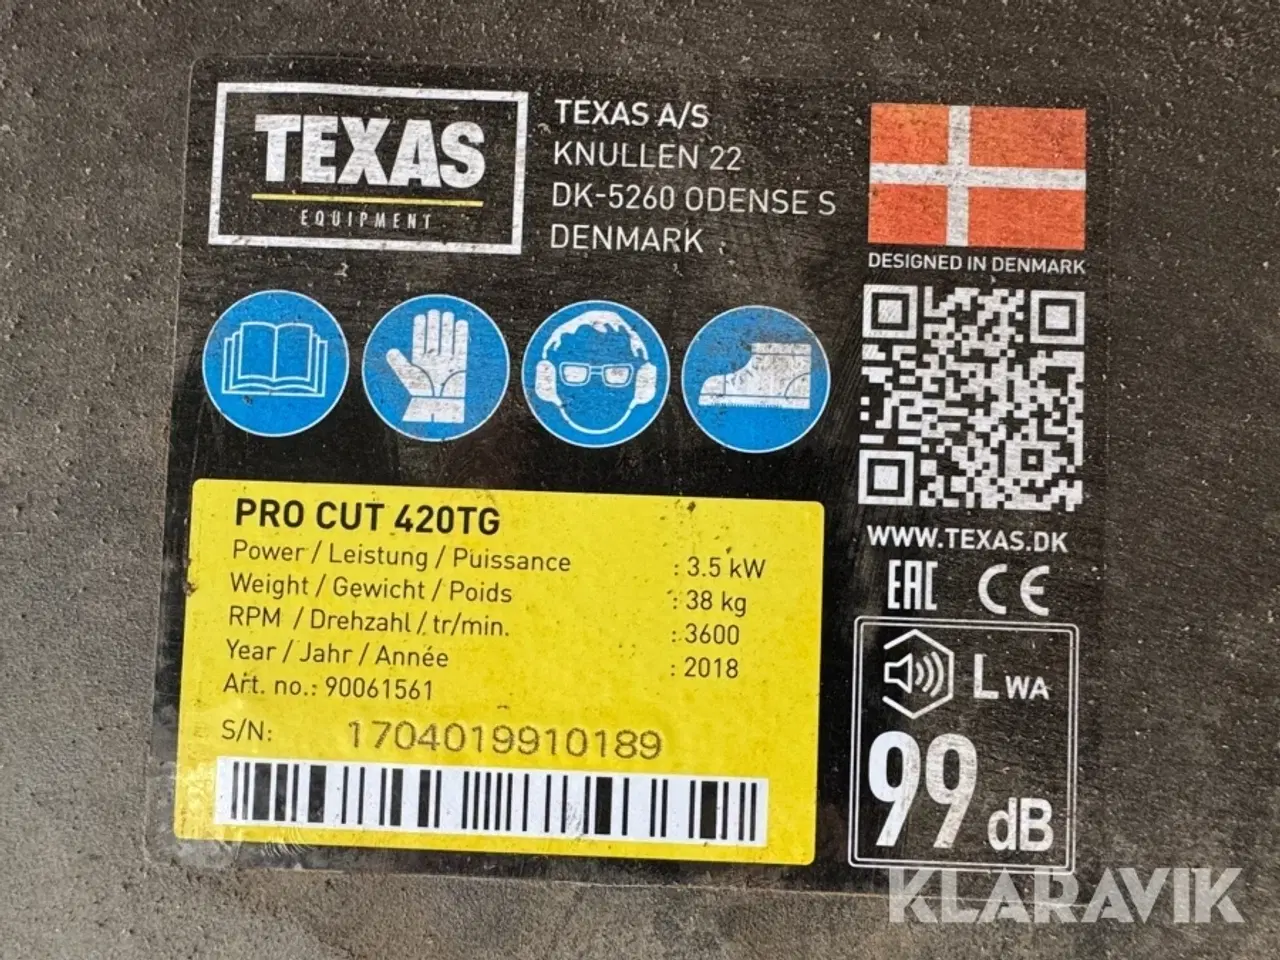 TEXAS
EQUIPMENT
TEXAS A/S
KNULLEN 22
DK-5260 ODENSE S
DENMARK
DESIGNED IN DENMARK
WWW.TEXAS.DK
EAC CE
PRO CUT 420TG
Power / Leistung / Puissance : 3.5 kW
Weight / Gewicht / Poids : 38 kg
RPM / Drehzahl / tr/min. : 3600
Year / Jahr / Année : 2018
Art. no.: 90061561
S/N: 1704019910189
LWA
99 dB
KLARAVIK